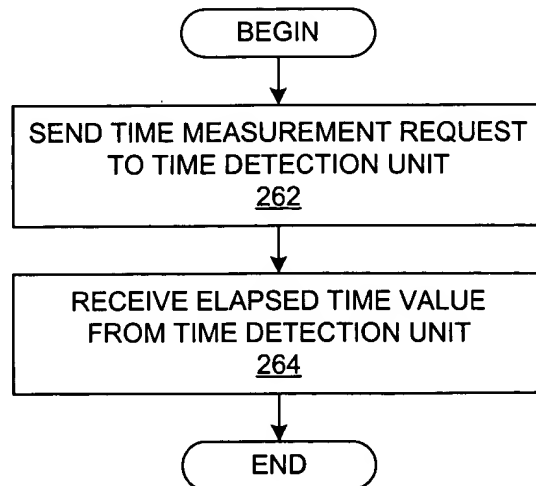 BEGIN
SEND TIME MEASUREMENT REQUEST
TO TIME DETECTION UNIT
262
RECEIVE ELAPSED TIME VALUE
FROM TIME DETECTION UNIT
264
END